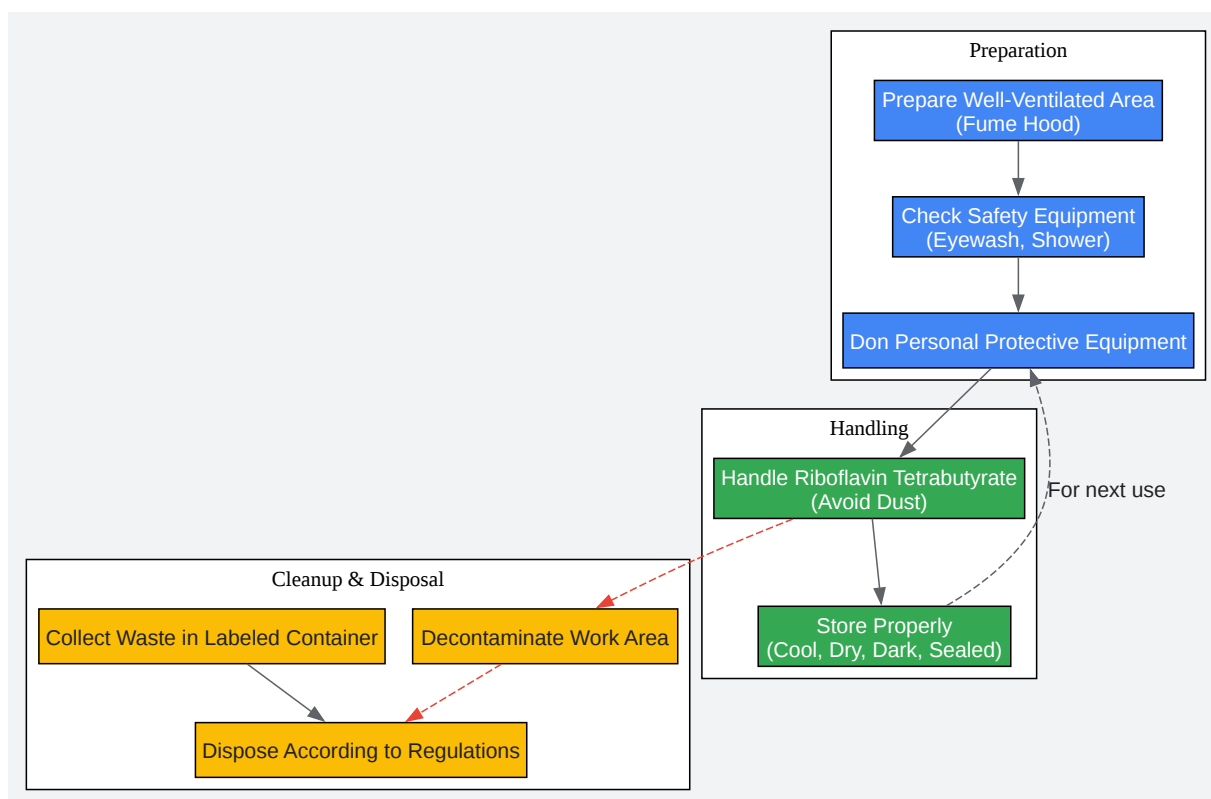 Preparation
Prepare Well-Ventilated Area
(Fume Hood)
Check Safety Equipment
(Eyewash, Shower)
Don Personal Protective Equipment
Handling
Handle Riboflavin Tetrabutyrate
(Avoid Dust)
For next use
Store Properly
(Cool, Dry, Dark, Sealed)
Cleanup & Disposal
Collect Waste in Labeled Container
Decontaminate Work Area
Dispose According to Regulations